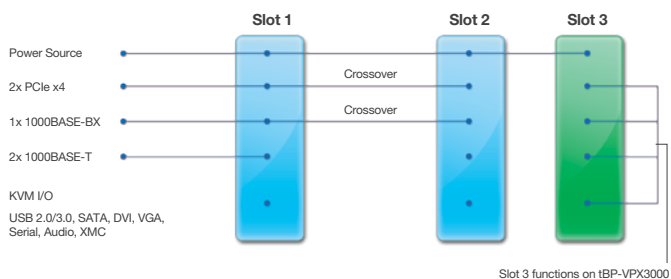 Slot 1
Slot 2
Slot 3
Power Source
2x PCIe x4
Crossover
1x 1000BASE-BX
Crossover
2x 1000BASE-T
KVM I/O
USB 2.0/3.0, SATA, DVI, VGA,
Serial, Audio, XMC
Slot 3 functions on tBP-VPX3000